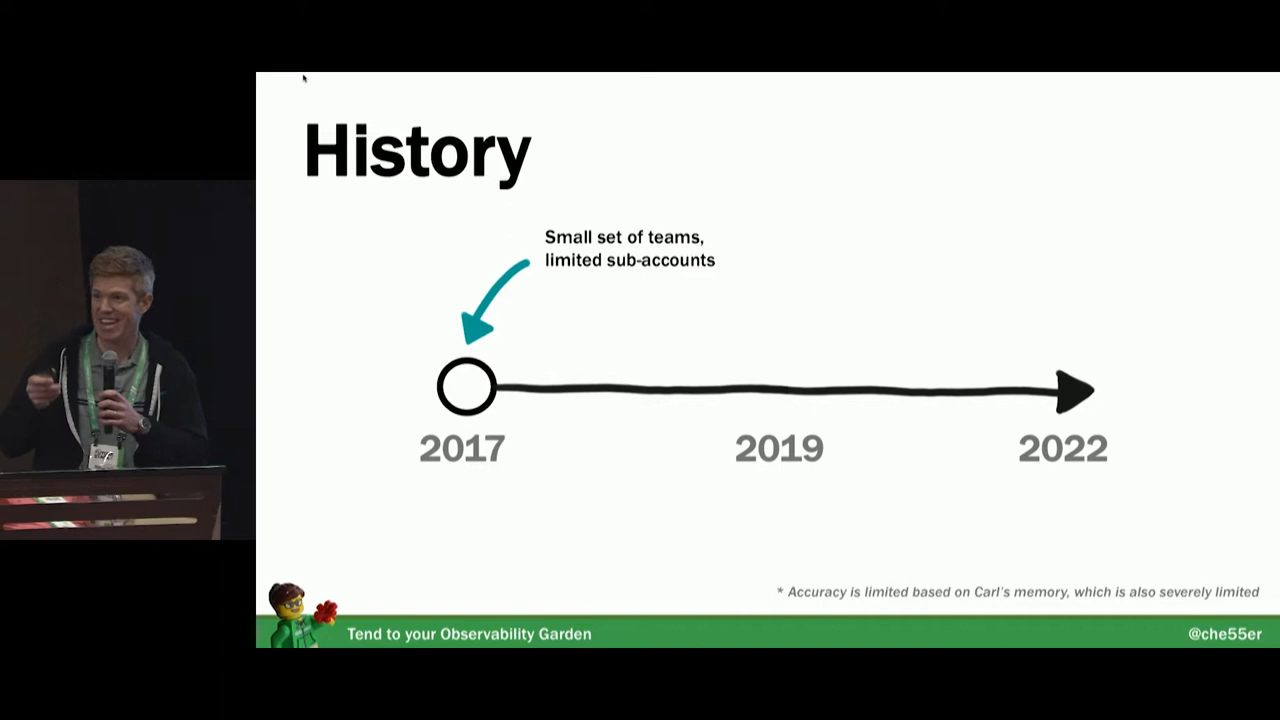 History
Small set of teams,
limited sub-accounts
2017
2019
2022
* Accuracy is limited based on Carl's memory, which is also severely limited
Tend to your Observability Garden
@che55er